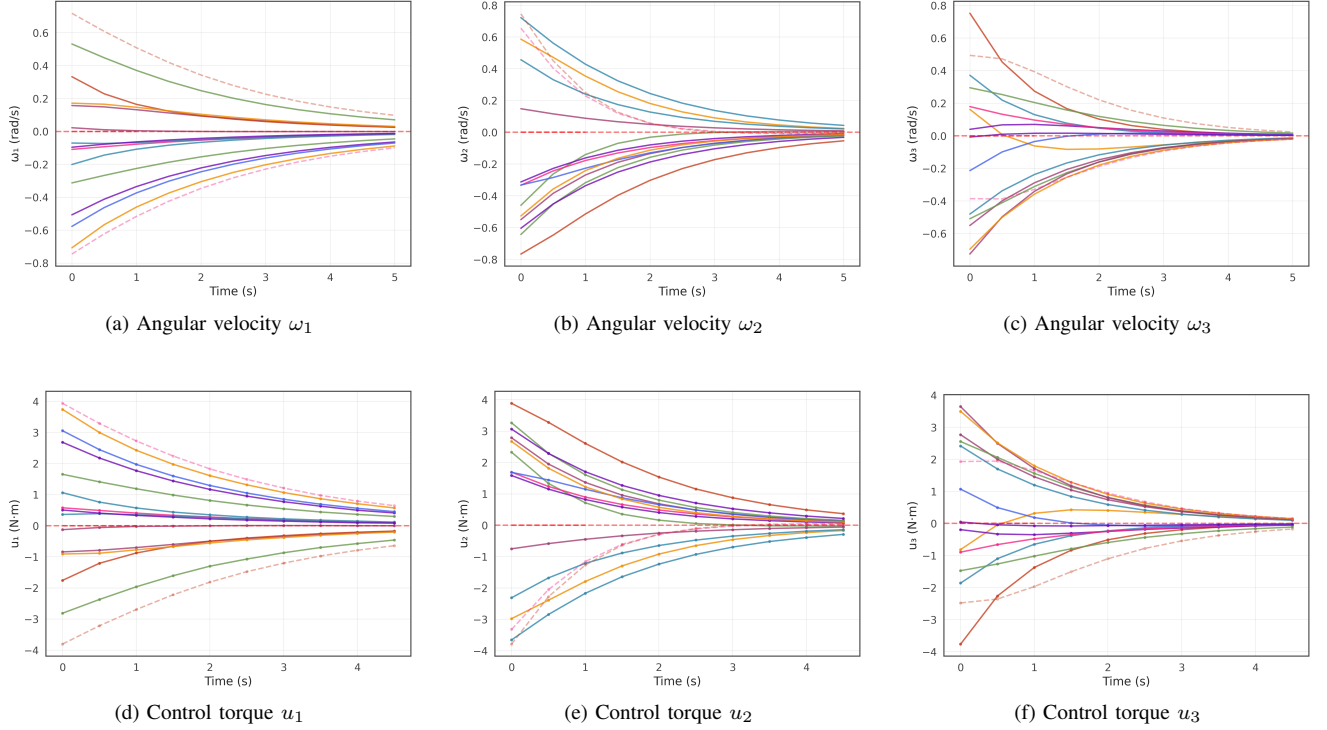 0.6
0.4
0.2
0.0
−0.2
−0.4
−0.6
−0.8
ω₁ (rad/s)
0 1 2 3 4 5
Time (s)
(a) Angular velocity ω₁
0.8
0.6
0.4
0.2
0.0
−0.2
−0.4
−0.6
−0.8
ω₂ (rad/s)
0 1 2 3 4 5
Time (s)
(b) Angular velocity ω₂
0.8
0.6
0.4
0.2
0.0
−0.2
−0.4
−0.6
ω₃ (rad/s)
0 1 2 3 4 5
Time (s)
(c) Angular velocity ω₃
4
3
2
1
0
−1
−2
−3
−4
u₁ (N·m)
0 1 2 3 4
Time (s)
(d) Control torque u₁
4
3
2
1
0
−1
−2
−3
−4
u₂ (N·m)
0 1 2 3 4
Time (s)
(e) Control torque u₂
4
3
2
1
0
−1
−2
−3
−4
u₃ (N·m)
0 1 2 3 4
Time (s)
(f) Control torque u₃